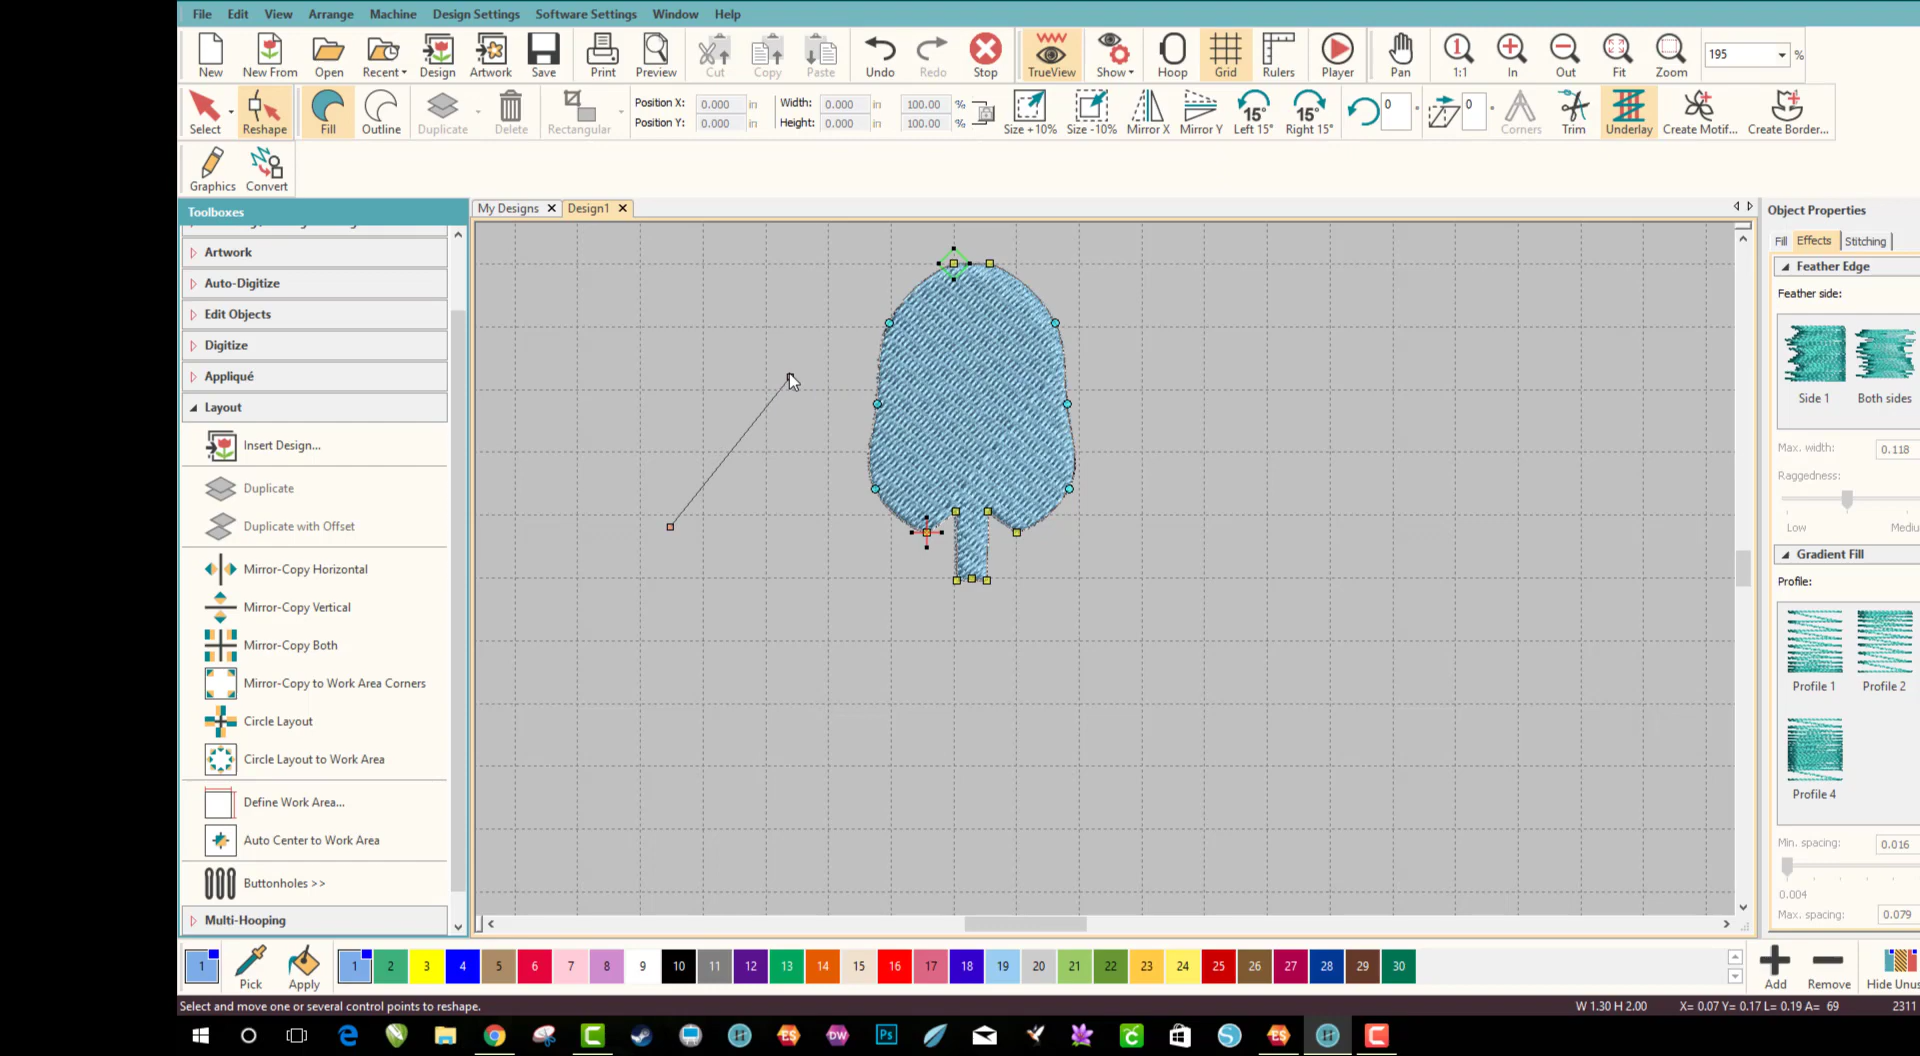 File Edit View Arrange Machine Design Settings Software Settings Window Help
New New From Open Recent Design Artwork Save Print Preview Cut Copy Paste Undo Redo Stop TrueView Show Hoop Grid Rulers Player Pan 1:1 In Out Fit Zoom 195 %
Select Reshape Fill Outline Duplicate Delete Rectangular
Position X: 0.000 in Width: 0.000 in 100.00 %
Position Y: 0.000 in Height: 0.000 in 100.00 %
Size +10% Size -10% Mirror X Mirror Y 15° Left 15° 15° Right 15° 0 ° 0 ° Corners Trim Underlay Create Motif... Create Border...
Graphics Convert
Toolboxes
My Designs Design1
Artwork
Auto-Digitize
Edit Objects
Digitize
Appliqué
Layout
Insert Design...
Duplicate
Duplicate with Offset
Mirror-Copy Horizontal
Mirror-Copy Vertical
Mirror-Copy Both
Mirror-Copy to Work Area Corners
Circle Layout
Circle Layout to Work Area
Define Work Area...
Auto Center to Work Area
Buttonholes >>
Multi-Hooping
Object Properties
Fill Effects Stitching
Feather Edge
Feather side:
Side 1 Both sides
Max. width: 0.118
Raggedness:
Low Mediu
Gradient Fill
Profile:
Profile 1 Profile 2
Profile 4
Min. spacing: 0.016
0.004
Max. spacing: 0.079
1 Pick Apply 1 2 3 4 5 6 7 8 9 10 11 12 13 14 15 16 17 18 19 20 21 22 23 24 25 26 27 28 29 30 Add Remove Hide Unus
Select and move one or several control points to reshape. W 1.30 H 2.00 X= 0.07 Y= 0.17 L= 0.19 A= 69 2311
ES DW Ps ES